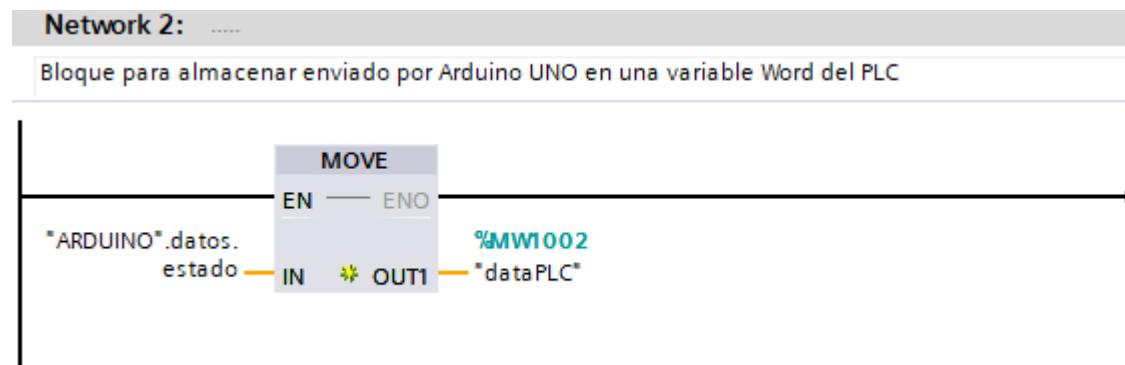 Network 2: .....
Bloque para almacenar enviado por Arduino UNO en una variable Word del PLC
MOVE
EN ENO
"ARDUINO".datos.
estado
IN OUT1
%MW1002
"dataPLC"